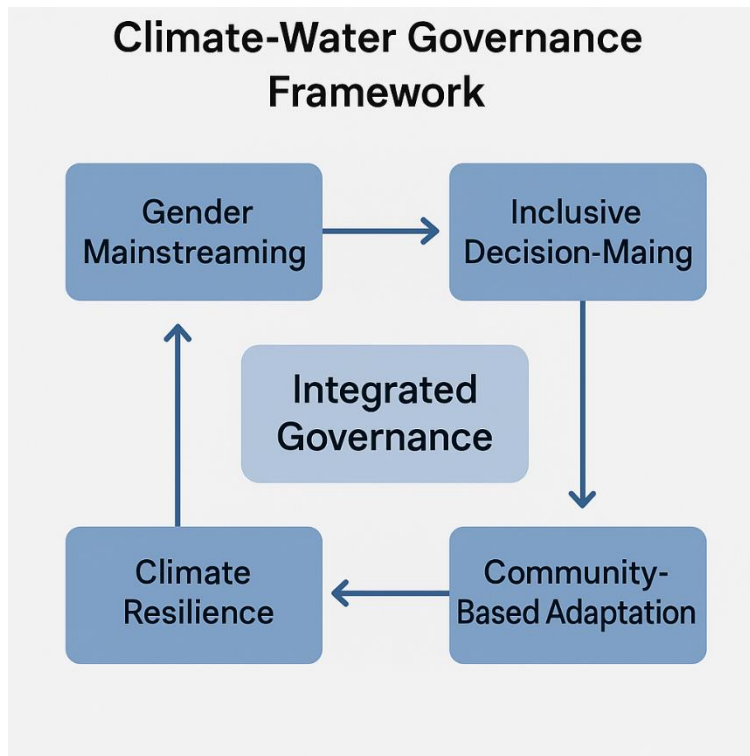 Climate-Water Governance
Framework
Gender
Mainstreaming
Inclusive
Decision-Maing
Integrated
Governance
Climate
Resilience
Community-
Based Adaptation